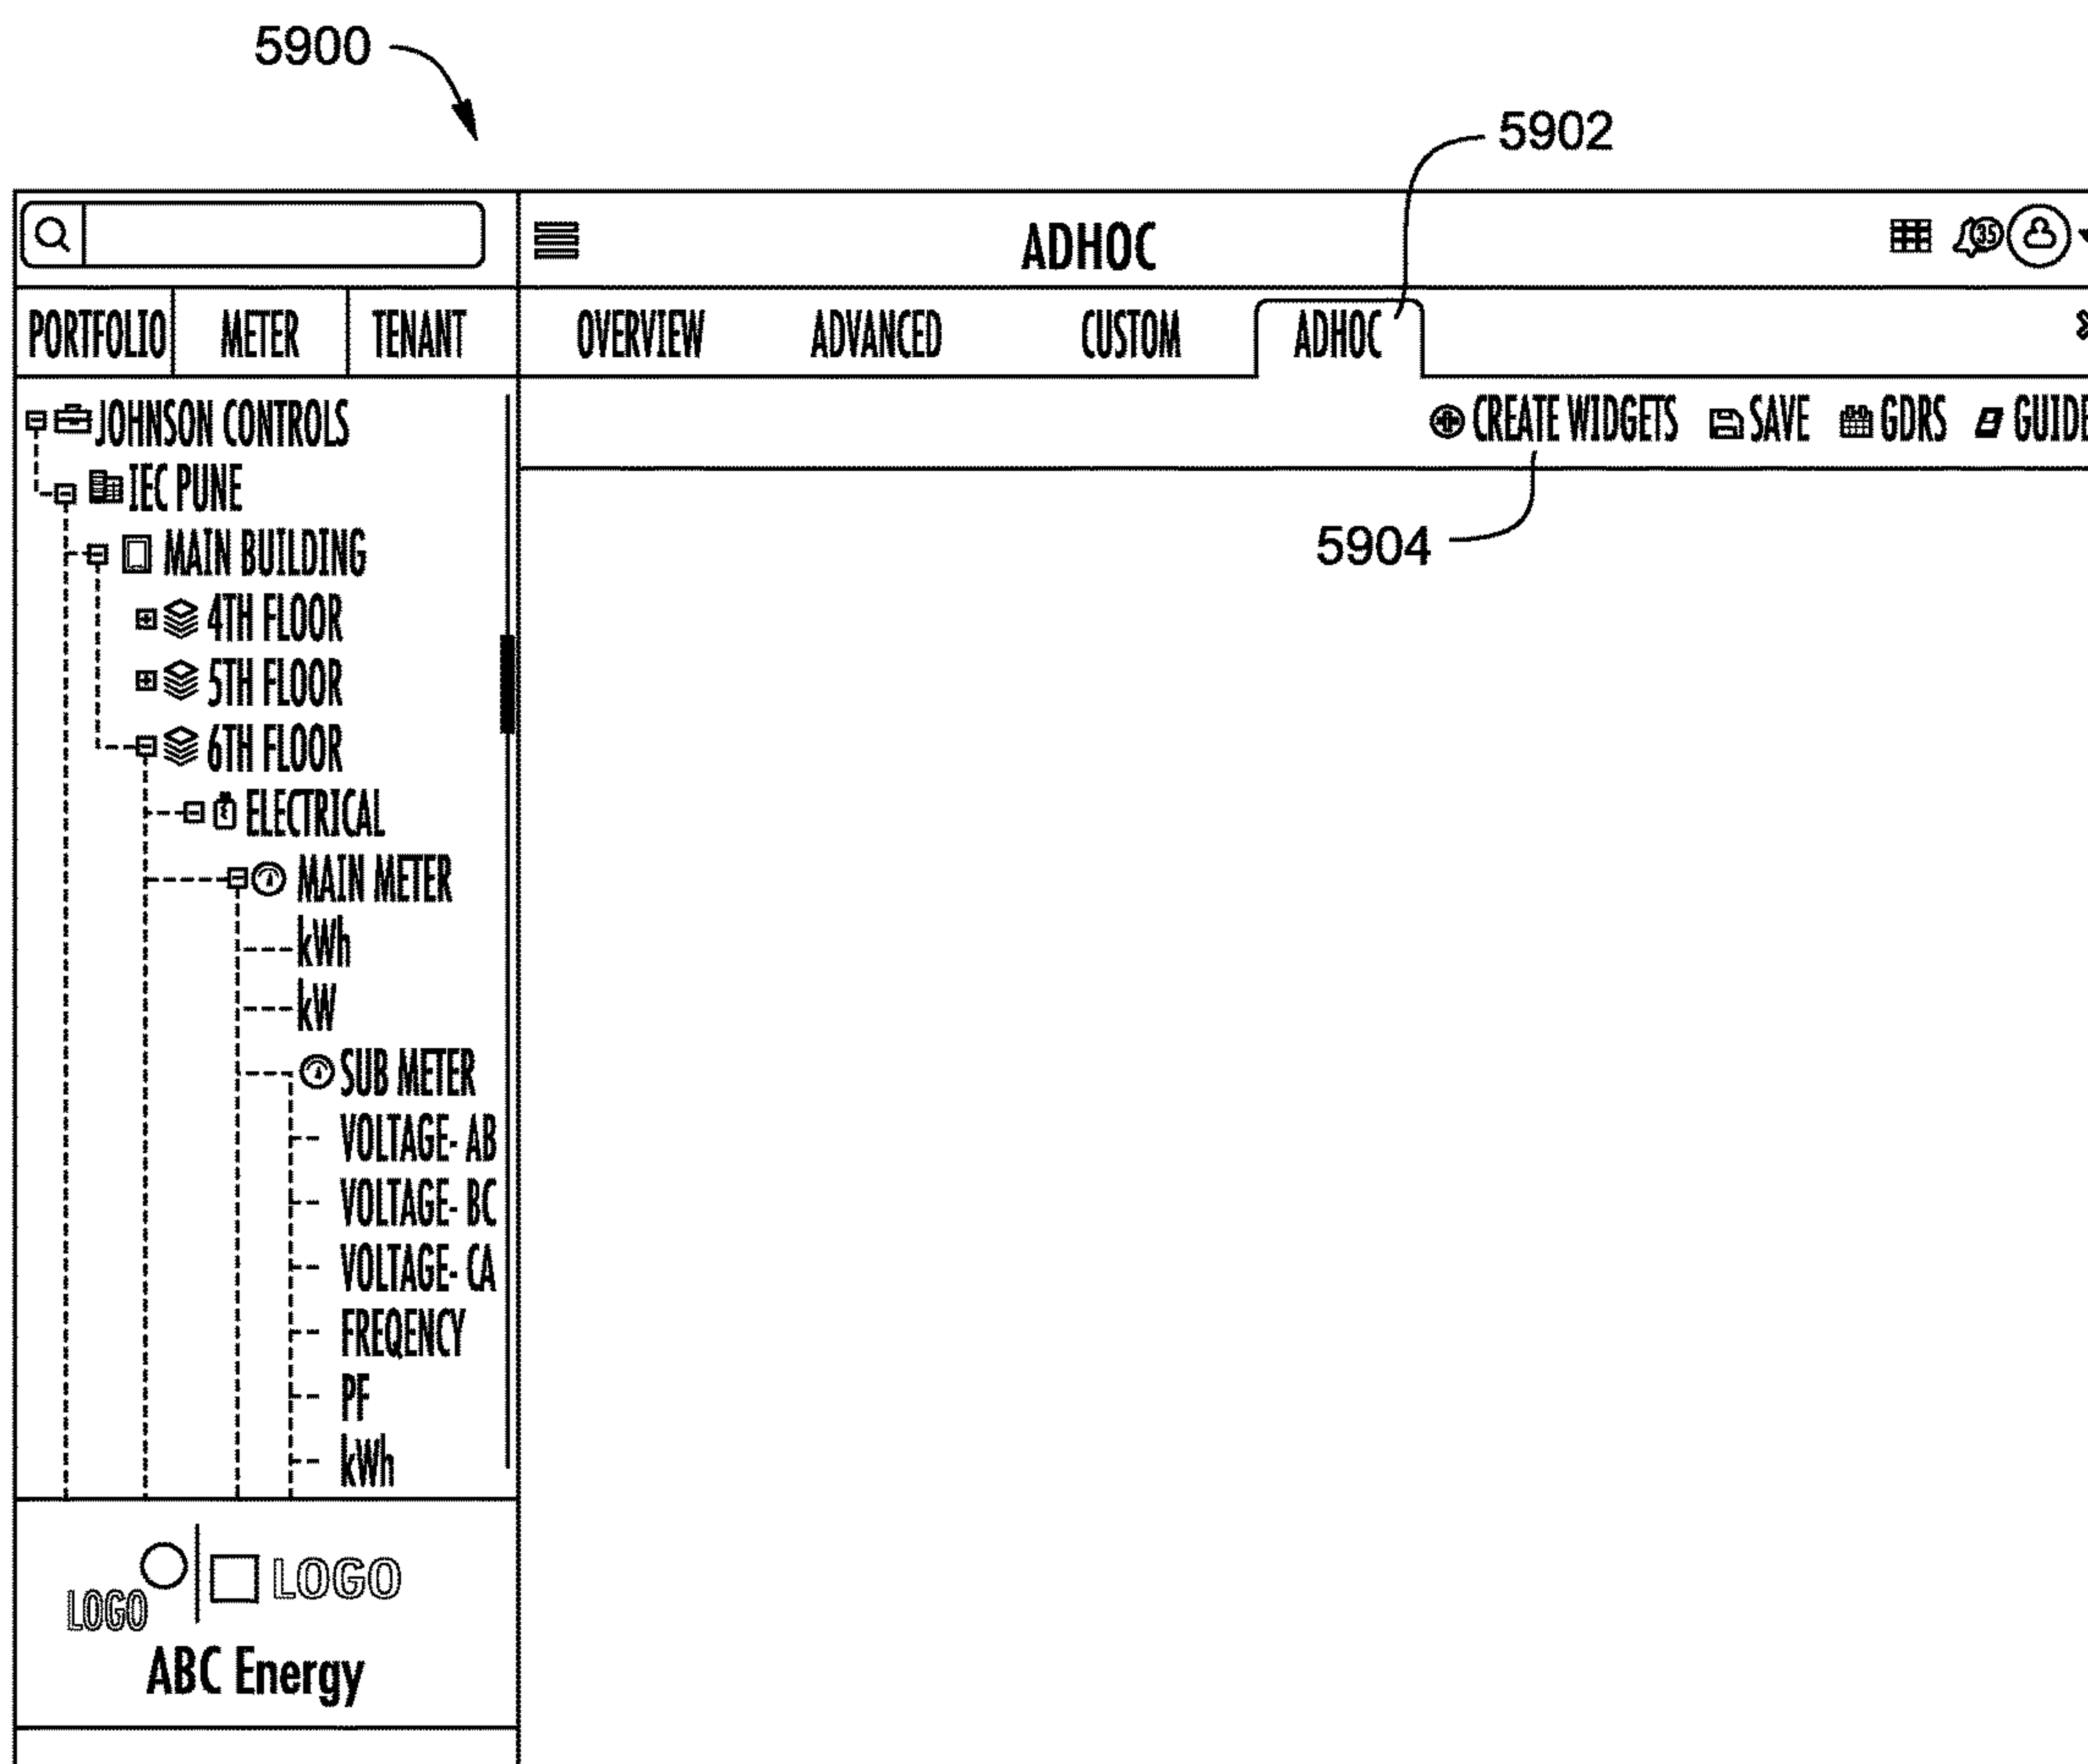 5900
5902
ADHOC
35
PORTFOLIO METER TENANT
OVERVIEW ADVANCED CUSTOM ADHOC
CREATE WIDGETS SAVE GDRS GUIDE
5904
JOHNSON CONTROLS
IEC PUNE
MAIN BUILDING
4TH FLOOR
5TH FLOOR
6TH FLOOR
ELECTRICAL
MAIN METER
kWh
kW
SUB METER
VOLTAGE- AB
VOLTAGE- BC
VOLTAGE- CA
FREQENCY
PF
kWh
LOGO LOGO
ABC Energy